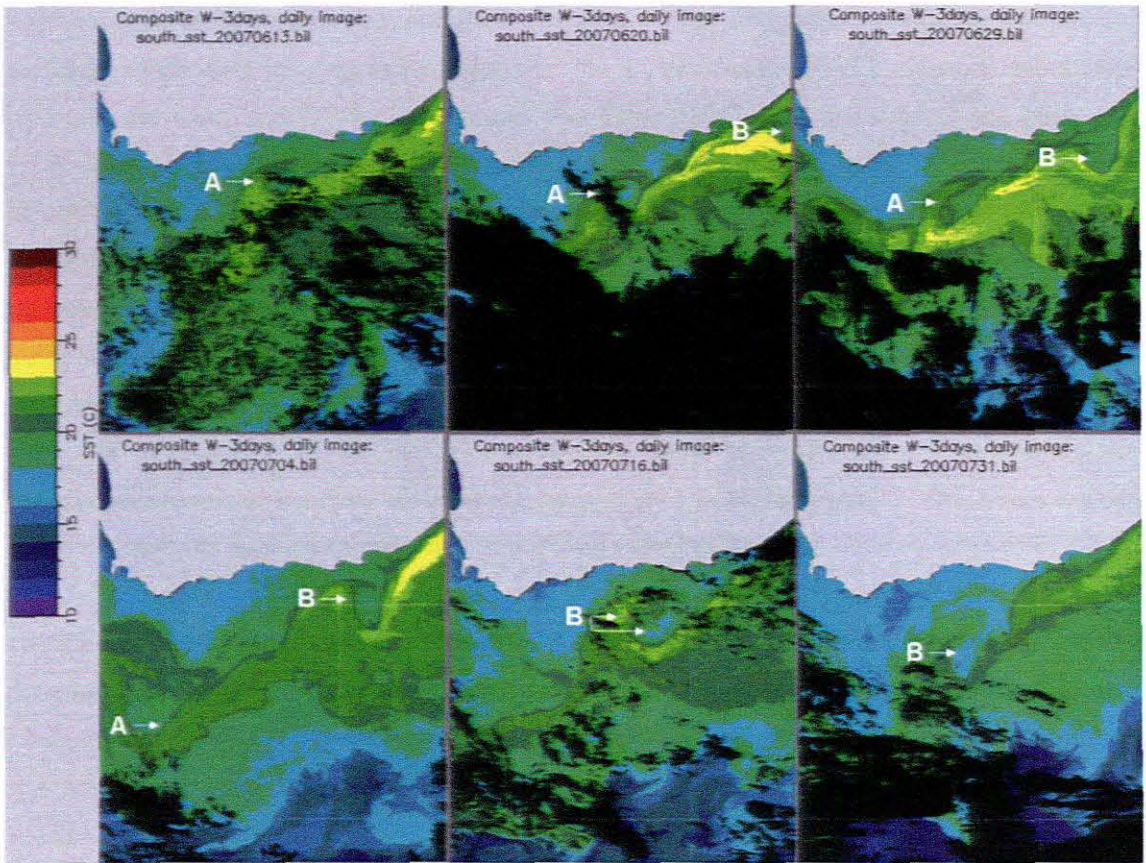 Composite W-3days, daily image:
south_sst_20070613.bil
A
Composite W-3days, daily image:
south_sst_20070620.bil
B
A
Composite W-3days, daily image:
south_sst_20070629.bil
B
A
30
25
20
15
10
SST (C)
Composite W-3days, daily image:
south_sst_20070704.bil
B
A
Composite W-3days, daily image:
south_sst_20070716.bil
B
Composite W-3days, daily image:
south_sst_20070731.bil
B